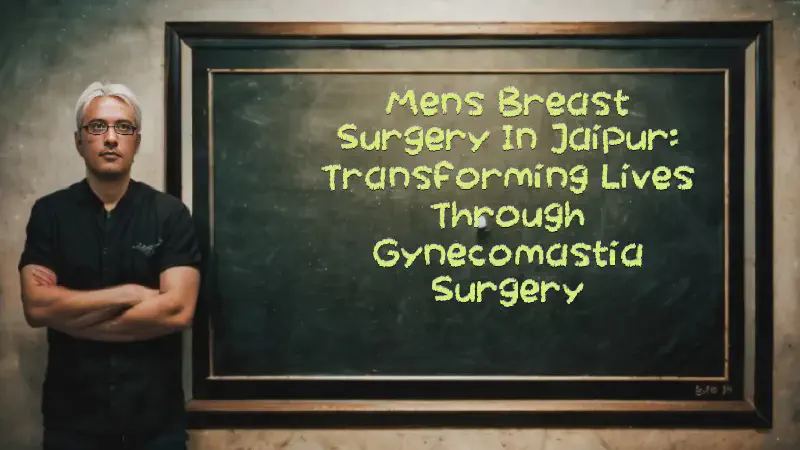 Mens Breast
Surgery In Jaipur:
Transforming Lives
Through
Gynecomastia
Surgery